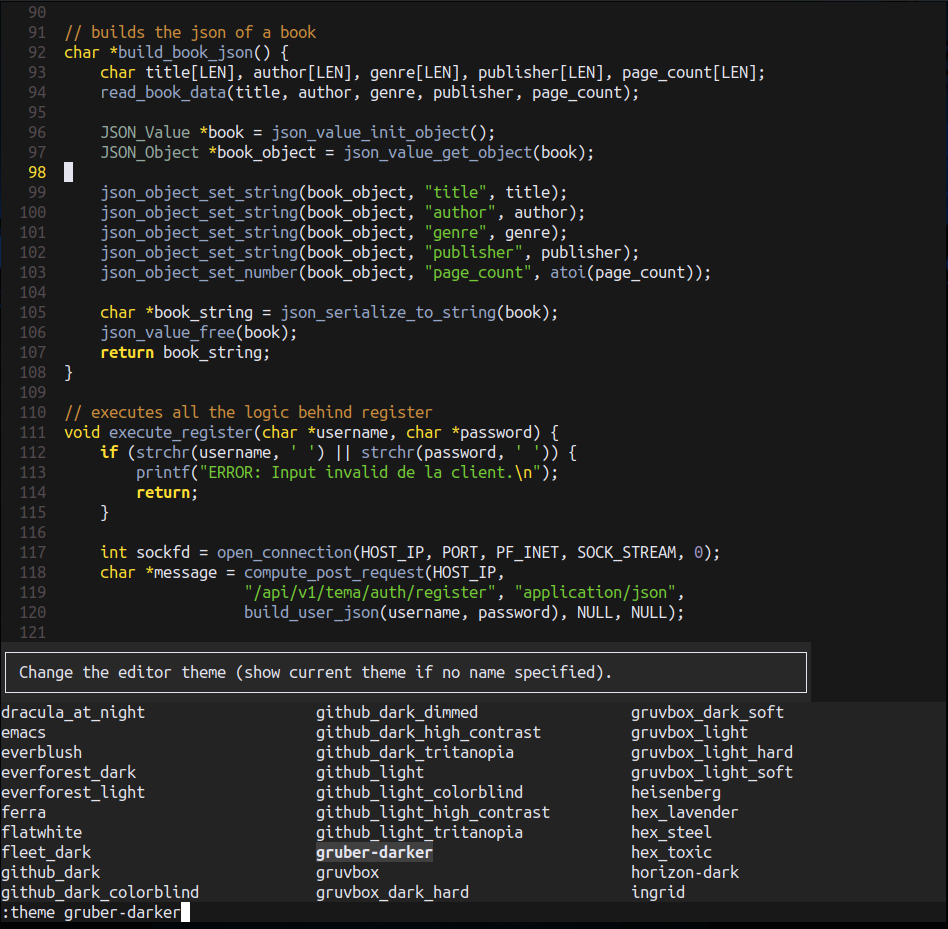 90
91 // builds the json of a book
92 char *build_book_json() {
93     char title[LEN], author[LEN], genre[LEN], publisher[LEN], page_count[LEN];
94     read_book_data(title, author, genre, publisher, page_count);
95
96     JSON_Value *book = json_value_init_object();
97     JSON_Object *book_object = json_value_get_object(book);
98
99     json_object_set_string(book_object, "title", title);
100     json_object_set_string(book_object, "author", author);
101     json_object_set_string(book_object, "genre", genre);
102     json_object_set_string(book_object, "publisher", publisher);
103     json_object_set_number(book_object, "page_count", atoi(page_count));
104
105     char *book_string = json_serialize_to_string(book);
106     json_value_free(book);
107     return book_string;
108 }
109
110 // executes all the logic behind register
111 void execute_register(char *username, char *password) {
112     if (strchr(username, ' ') || strchr(password, ' ')) {
113         printf("ERROR: Input invalid de la client.\n");
114         return;
115     }
116
117     int sockfd = open_connection(HOST_IP, PORT, PF_INET, SOCK_STREAM, 0);
118     char *message = compute_post_request(HOST_IP,
119                     "/api/v1/tema/auth/register", "application/json",
120                     build_user_json(username, password), NULL, NULL);
121
Change the editor theme (show current theme if no name specified).
dracula_at_night github_dark_dimmed gruvbox_dark_soft
emacs github_dark_high_contrast gruvbox_light
everblush github_dark_tritanopia gruvbox_light_hard
everforest_dark github_light gruvbox_light_soft
everforest_light github_light_colorblind heisenberg
ferra github_light_high_contrast hex_lavender
flatwhite github_light_tritanopia hex_steel
fleet_dark gruber-darker hex_toxic
github_dark gruvbox horizon-dark
github_dark_colorblind gruvbox_dark_hard ingrid
:theme gruber-darker